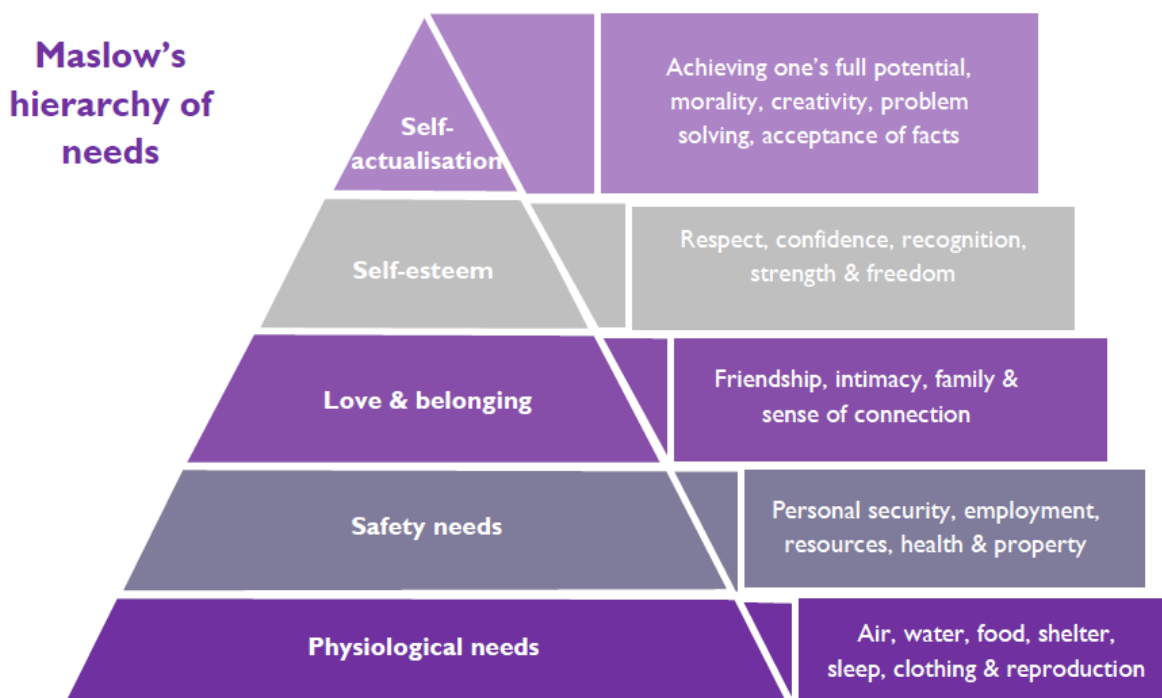 Maslow's
hierarchy of
needs
Self-
actualisation
Achieving one's full potential,
morality, creativity, problem
solving, acceptance of facts
Self-esteem
Respect, confidence, recognition,
strength & freedom
Love & belonging
Friendship, intimacy, family &
sense of connection
Safety needs
Personal security, employment,
resources, health & property
Physiological needs
Air, water, food, shelter,
sleep, clothing & reproduction